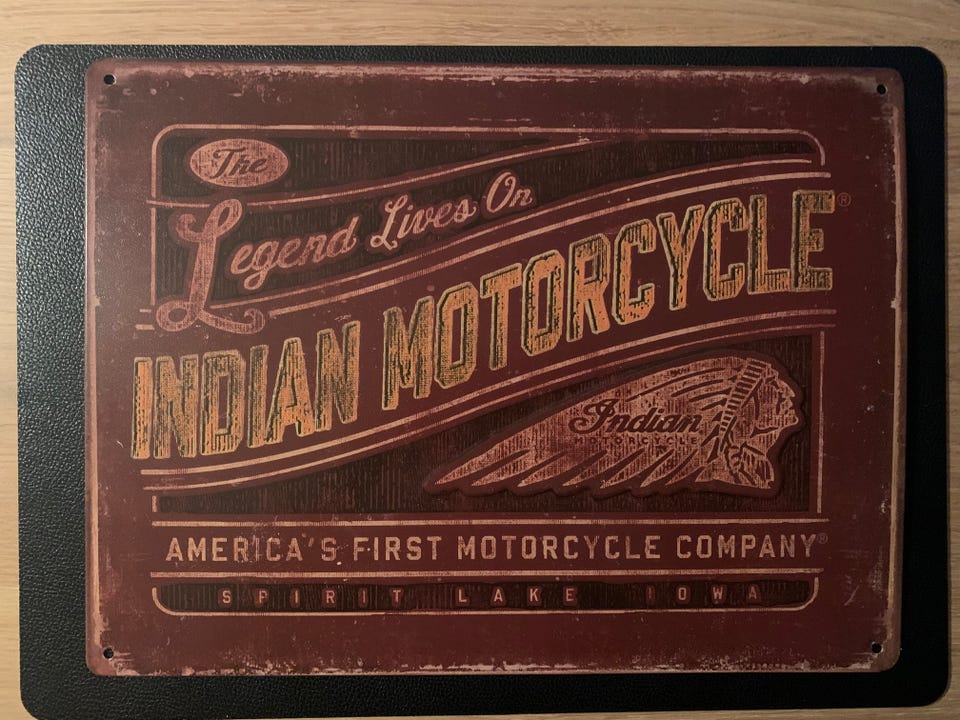 The
Legend Lives On
INDIAN MOTORCYCLE®
Indian
MOTORCYCLE
AMERICA'S FIRST MOTORCYCLE COMPANY®
SPIRIT LAKE IOWA